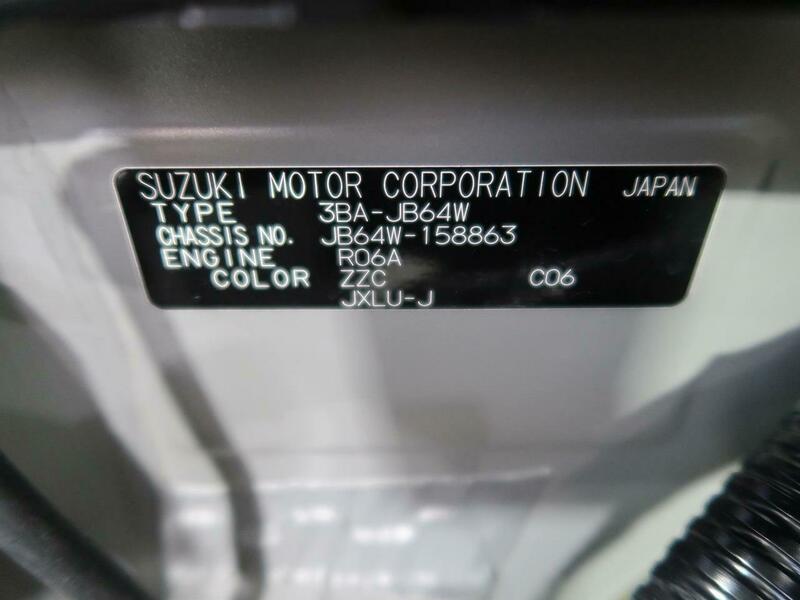 SUZUKI MOTOR CORPORATION JAPAN
TYPE 3BA-JB64W
CHASSIS NO. JB64W-158863
ENGINE R06A
COLOR ZZC C06
JXLU-J